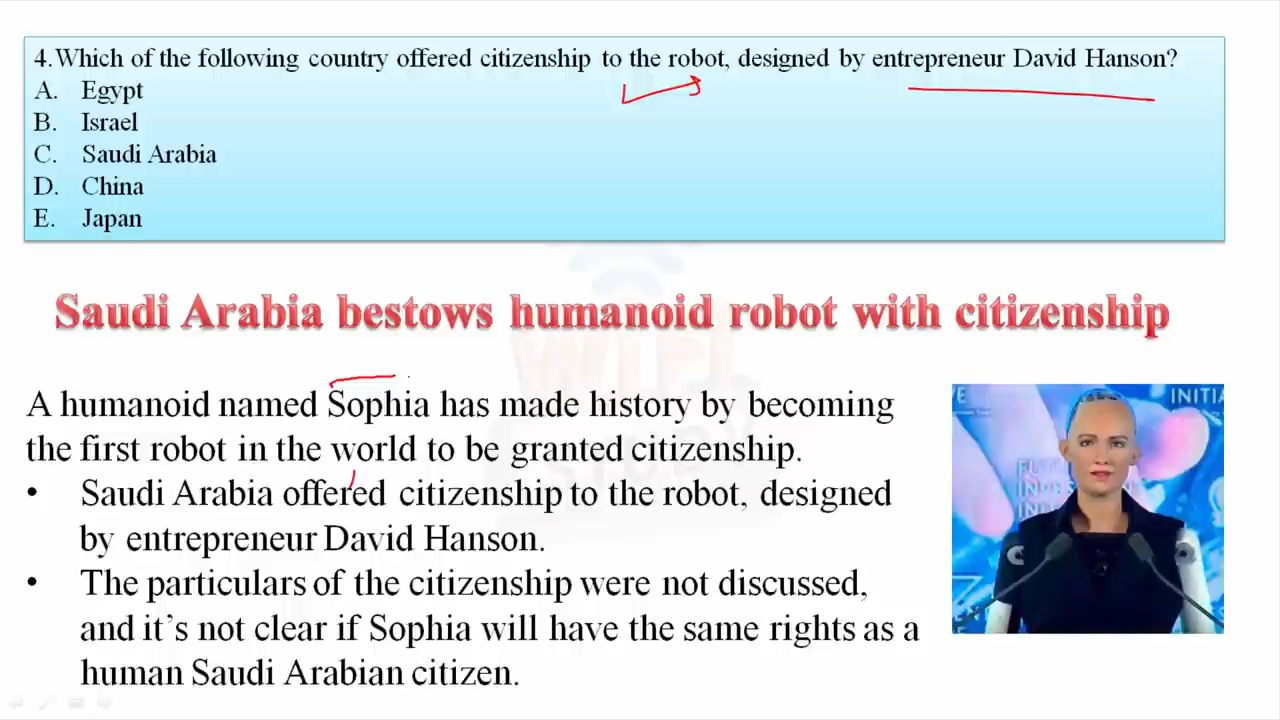 4.Which of the following country offered citizenship to the robot, designed by entrepreneur David Hanson?
A. Egypt
B. Israel
C. Saudi Arabia
D. China
E. Japan
Saudi Arabia bestows humanoid robot with citizenship
A humanoid named Sophia has made history by becoming
the first robot in the world to be granted citizenship.
• Saudi Arabia offered citizenship to the robot, designed
by entrepreneur David Hanson.
• The particulars of the citizenship were not discussed,
and it's not clear if Sophia will have the same rights as a
human Saudi Arabian citizen.
INITIA
WIFI
STUDY